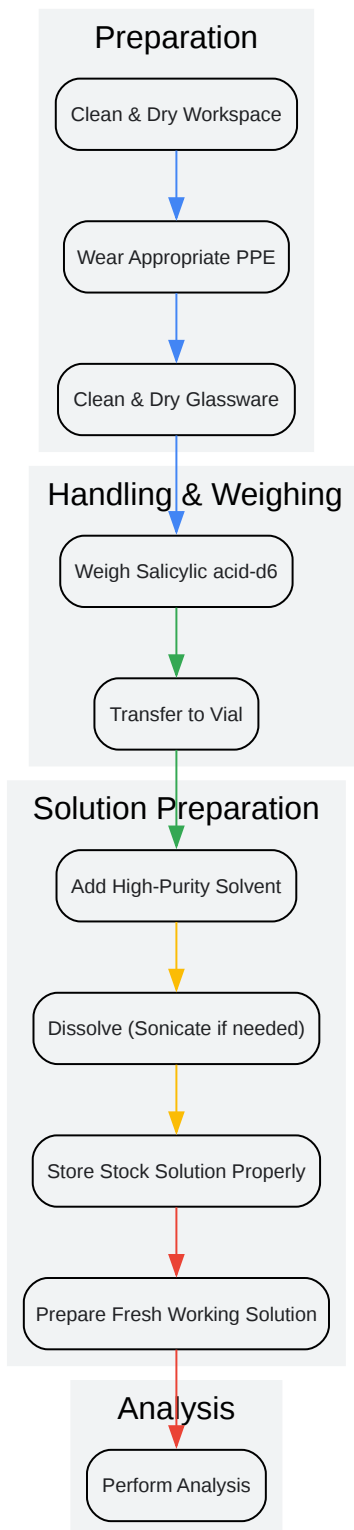 Preparation
Clean & Dry Workspace
Wear Appropriate PPE
Clean & Dry Glassware
Handling & Weighing
Weigh Salicylic acid-d6
Transfer to Vial
Solution Preparation
Add High-Purity Solvent
Dissolve (Sonicate if needed)
Store Stock Solution Properly
Prepare Fresh Working Solution
Analysis
Perform Analysis